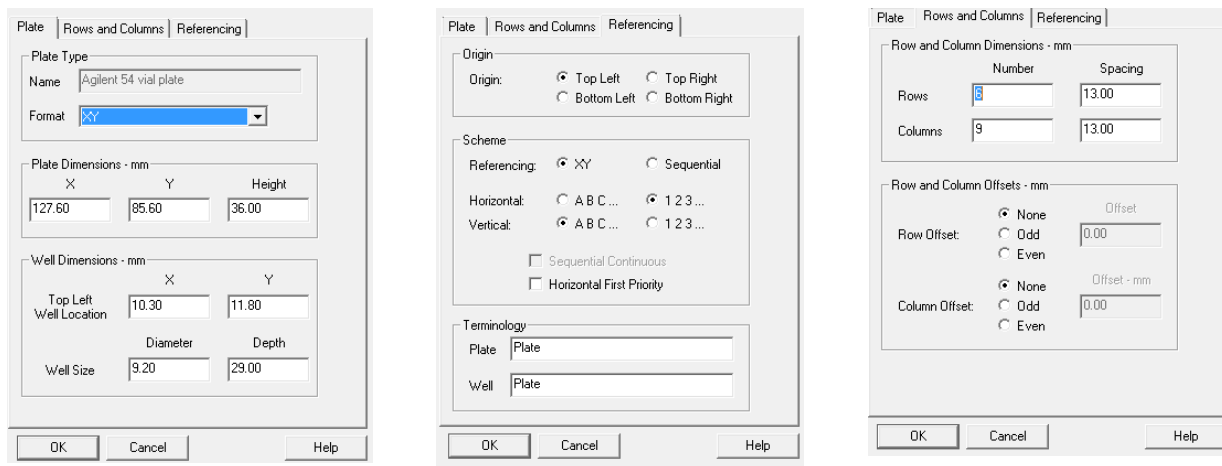 Plate Rows and Columns Referencing
Plate Type
Name Agilent 54 vial plate
Format XY
Plate Dimensions - mm
X Y Height
127.60 85.60 36.00
Well Dimensions - mm
X Y
Top Left
Well Location 10.30 11.80
Diameter Depth
Well Size 9.20 29.00
OK Cancel Help
Plate Rows and Columns Referencing
Origin
Origin: Top Left Top Right
Bottom Left Bottom Right
Scheme
Referencing: XY Sequential
Horizontal: A B C ... 1 2 3 ...
Vertical: A B C ... 1 2 3 ...
Sequential Continuous
Horizontal First Priority
Terminology
Plate Plate
Well Plate
OK Cancel Help
Plate Rows and Columns Referencing
Row and Column Dimensions - mm
Number Spacing
Rows 6 13.00
Columns 9 13.00
Row and Column Offsets - mm
None Offset
Row Offset: Odd 0.00
Even
None Offset - mm
Column Offset: Odd 0.00
Even
OK Cancel Help